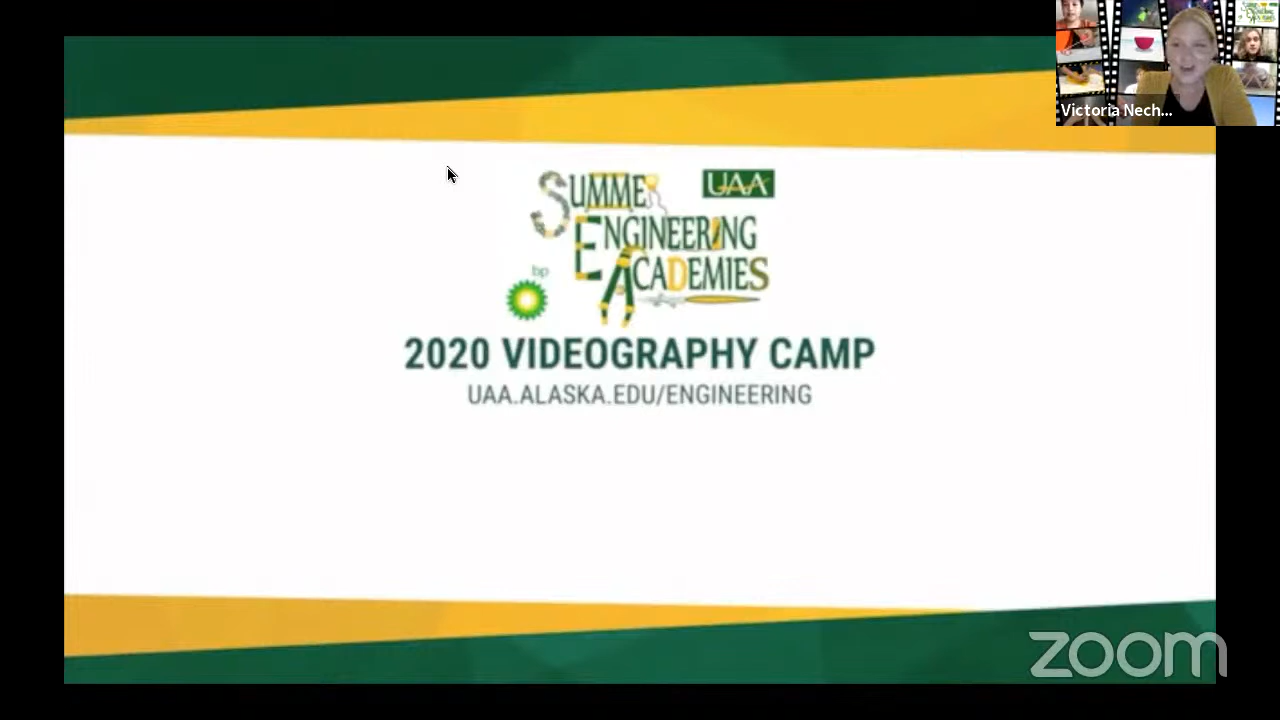 Victoria Nech...
SUMMER UAA
ENGINEERING
ACADEMIES
bp
2020 VIDEOGRAPHY CAMP
UAA.ALASKA.EDU/ENGINEERING
zoom